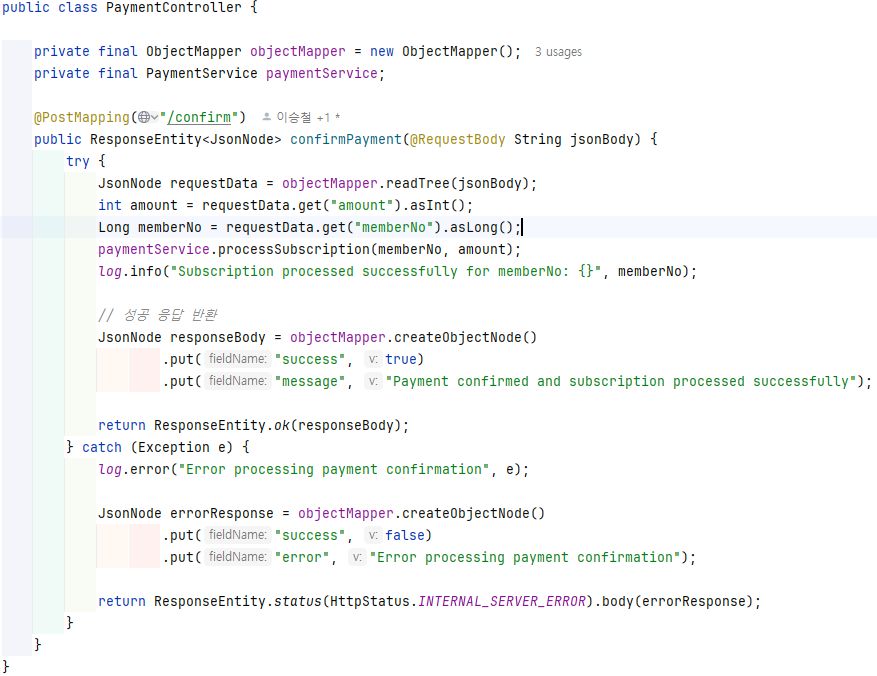 public class PaymentController {
private final ObjectMapper objectMapper = new ObjectMapper(); 3 usages
private final PaymentService paymentService;
@PostMapping("/confirm") 이승철 +1 *
public ResponseEntity<JsonNode> confirmPayment(@RequestBody String jsonBody) {
try {
JsonNode requestData = objectMapper.readTree(jsonBody);
int amount = requestData.get("amount").asInt();
Long memberNo = requestData.get("memberNo").asLong();
paymentService.processSubscription(memberNo, amount);
log.info("Subscription processed successfully for memberNo: {}", memberNo);
// 성공 응답 반환
JsonNode responseBody = objectMapper.createObjectNode()
.put( fieldName: "success", v: true)
.put( fieldName: "message", v: "Payment confirmed and subscription processed successfully");
return ResponseEntity.ok(responseBody);
} catch (Exception e) {
log.error("Error processing payment confirmation", e);
JsonNode errorResponse = objectMapper.createObjectNode()
.put( fieldName: "success", v: false)
.put( fieldName: "error", v: "Error processing payment confirmation");
return ResponseEntity.status(HttpStatus.INTERNAL_SERVER_ERROR).body(errorResponse);
}
}
}